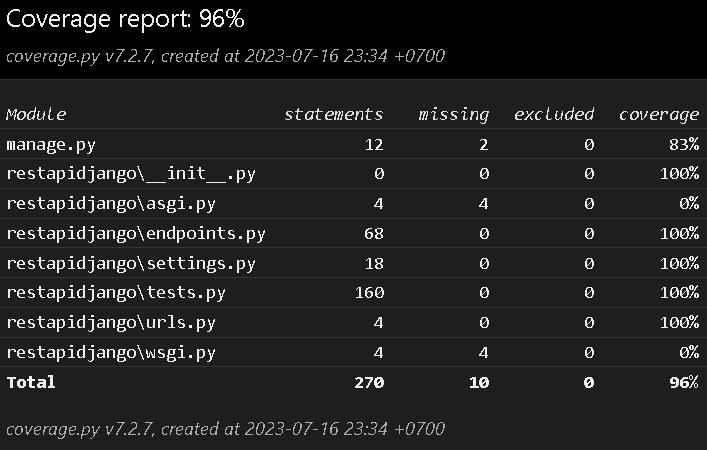 Coverage report: 96%
coverage.py v7.2.7, created at 2023-07-16 23:34 +0700
Module statements missing excluded coverage
manage.py 12 2 0 83%
restapidjango\__init__.py 0 0 0 100%
restapidjango\asgi.py 4 4 0 0%
restapidjango\endpoints.py 68 0 0 100%
restapidjango\settings.py 18 0 0 100%
restapidjango\tests.py 160 0 0 100%
restapidjango\urls.py 4 0 0 100%
restapidjango\wsgi.py 4 4 0 0%
Total 270 10 0 96%
coverage.py v7.2.7, created at 2023-07-16 23:34 +0700